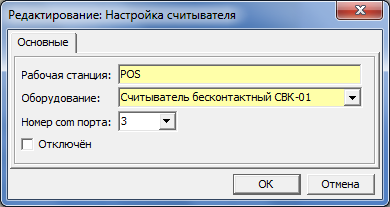 Редактирование: Настройка считывателя
Основные
Рабочая станция: POS
Оборудование: Считыватель бесконтактный СВК-01
Номер com порта: 3
Отключён
OK Отмена